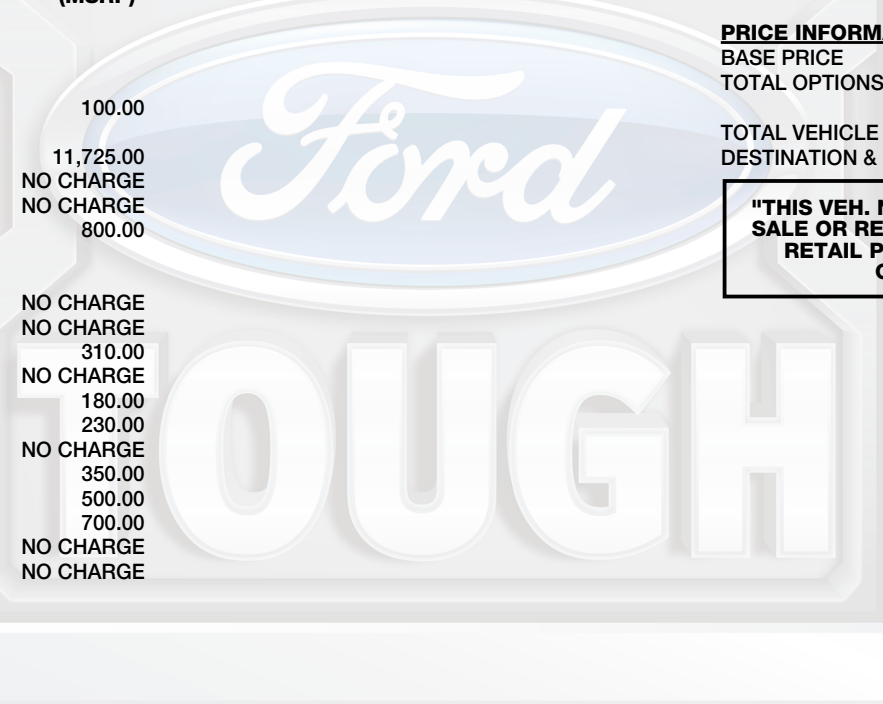 (MSRP)
100.00
11,725.00
NO CHARGE
NO CHARGE
800.00
NO CHARGE
NO CHARGE
310.00
NO CHARGE
180.00
230.00
NO CHARGE
350.00
500.00
700.00
NO CHARGE
NO CHARGE
Ford
TOUGH
PRICE INFORM
BASE PRICE
TOTAL OPTIONS
TOTAL VEHICLE
DESTINATION &
"THIS VEH.
SALE OR RE
RETAIL P